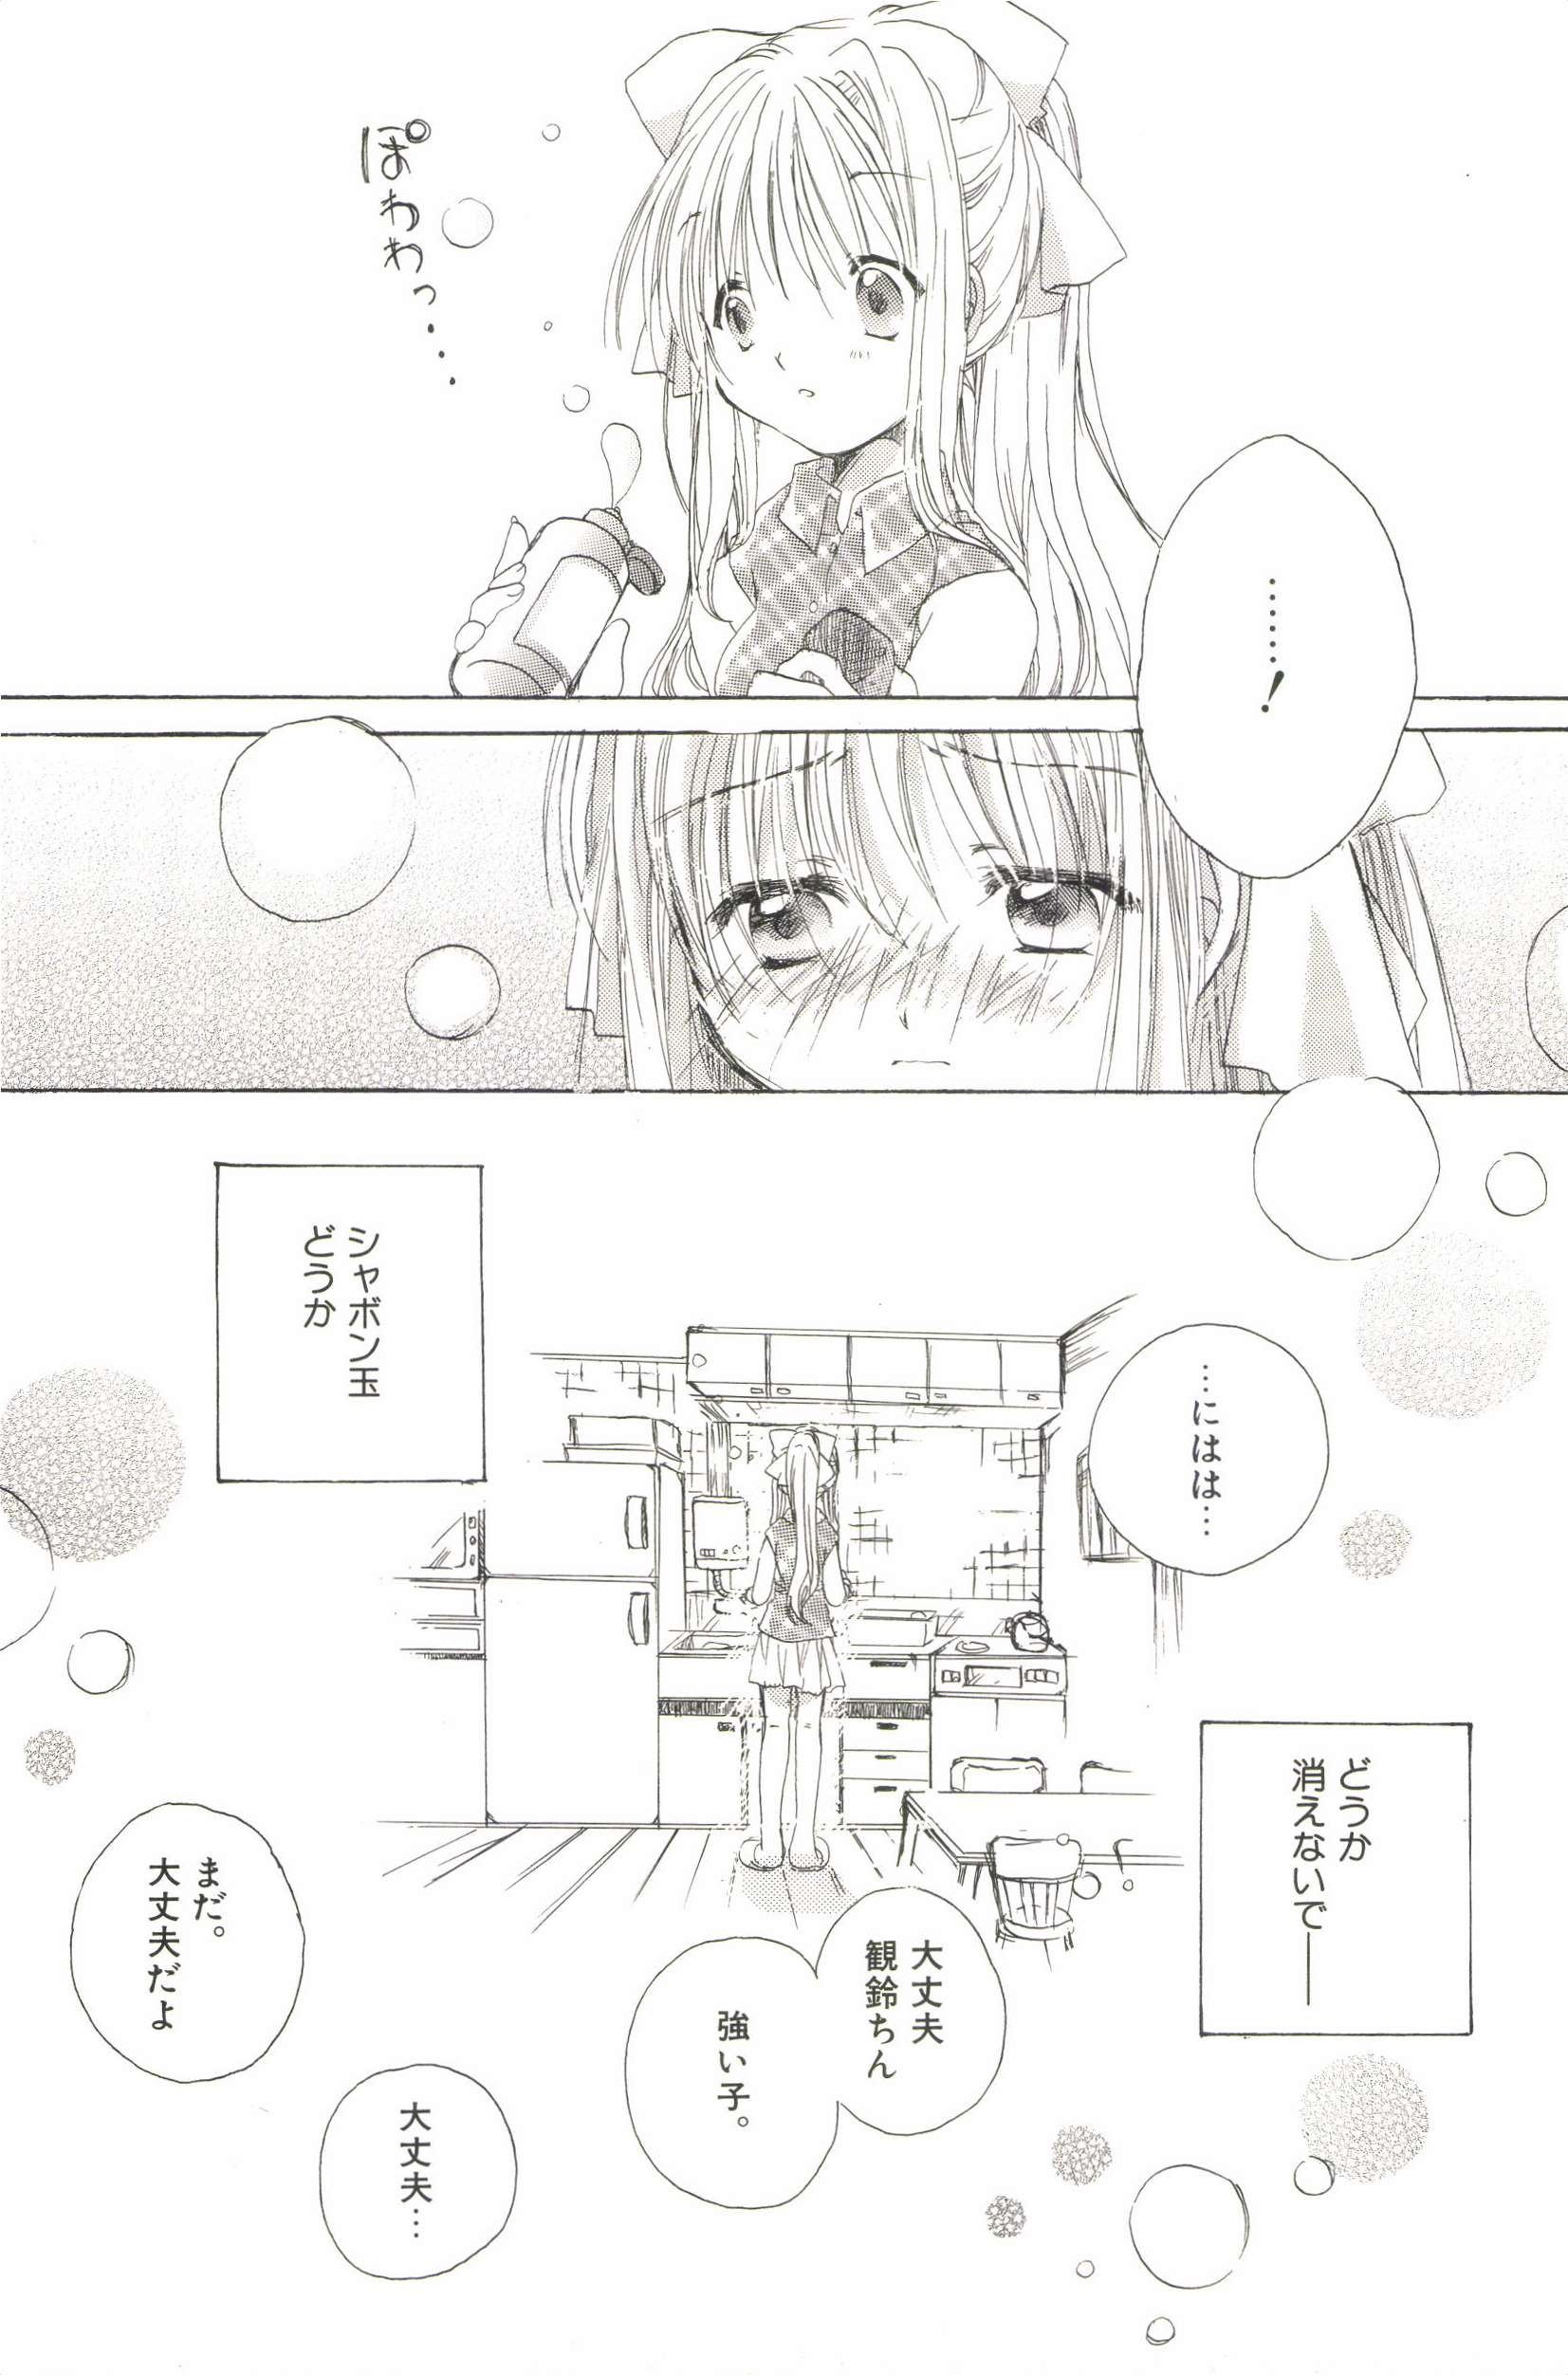 ……！
ぽわわっ...
…にはは…
シャボン玉
どうか
どうか
消えないで――
大丈夫
観鈴ちん
強い子。
大丈夫…
まだ。
大丈夫だよ